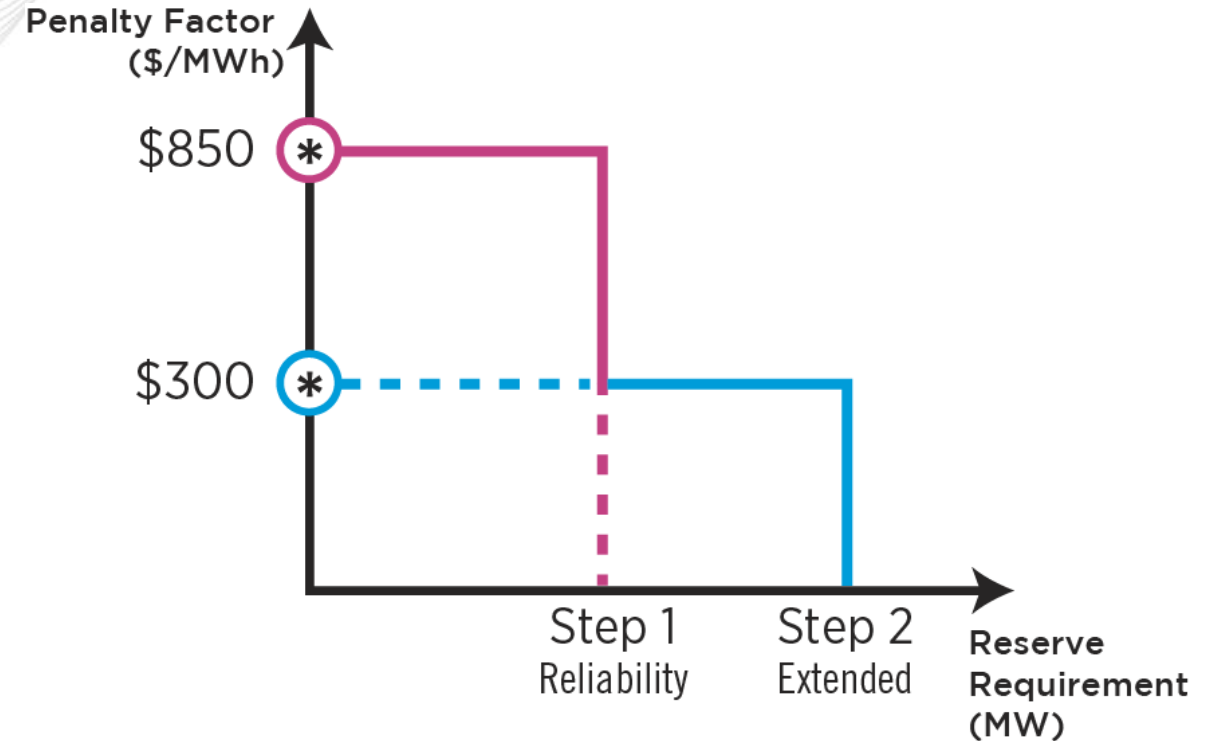 Penalty Factor
($/MWh)
$850
*
$300
*
Step 1
Reliability
Step 2
Extended
Reserve
Requirement
(MW)